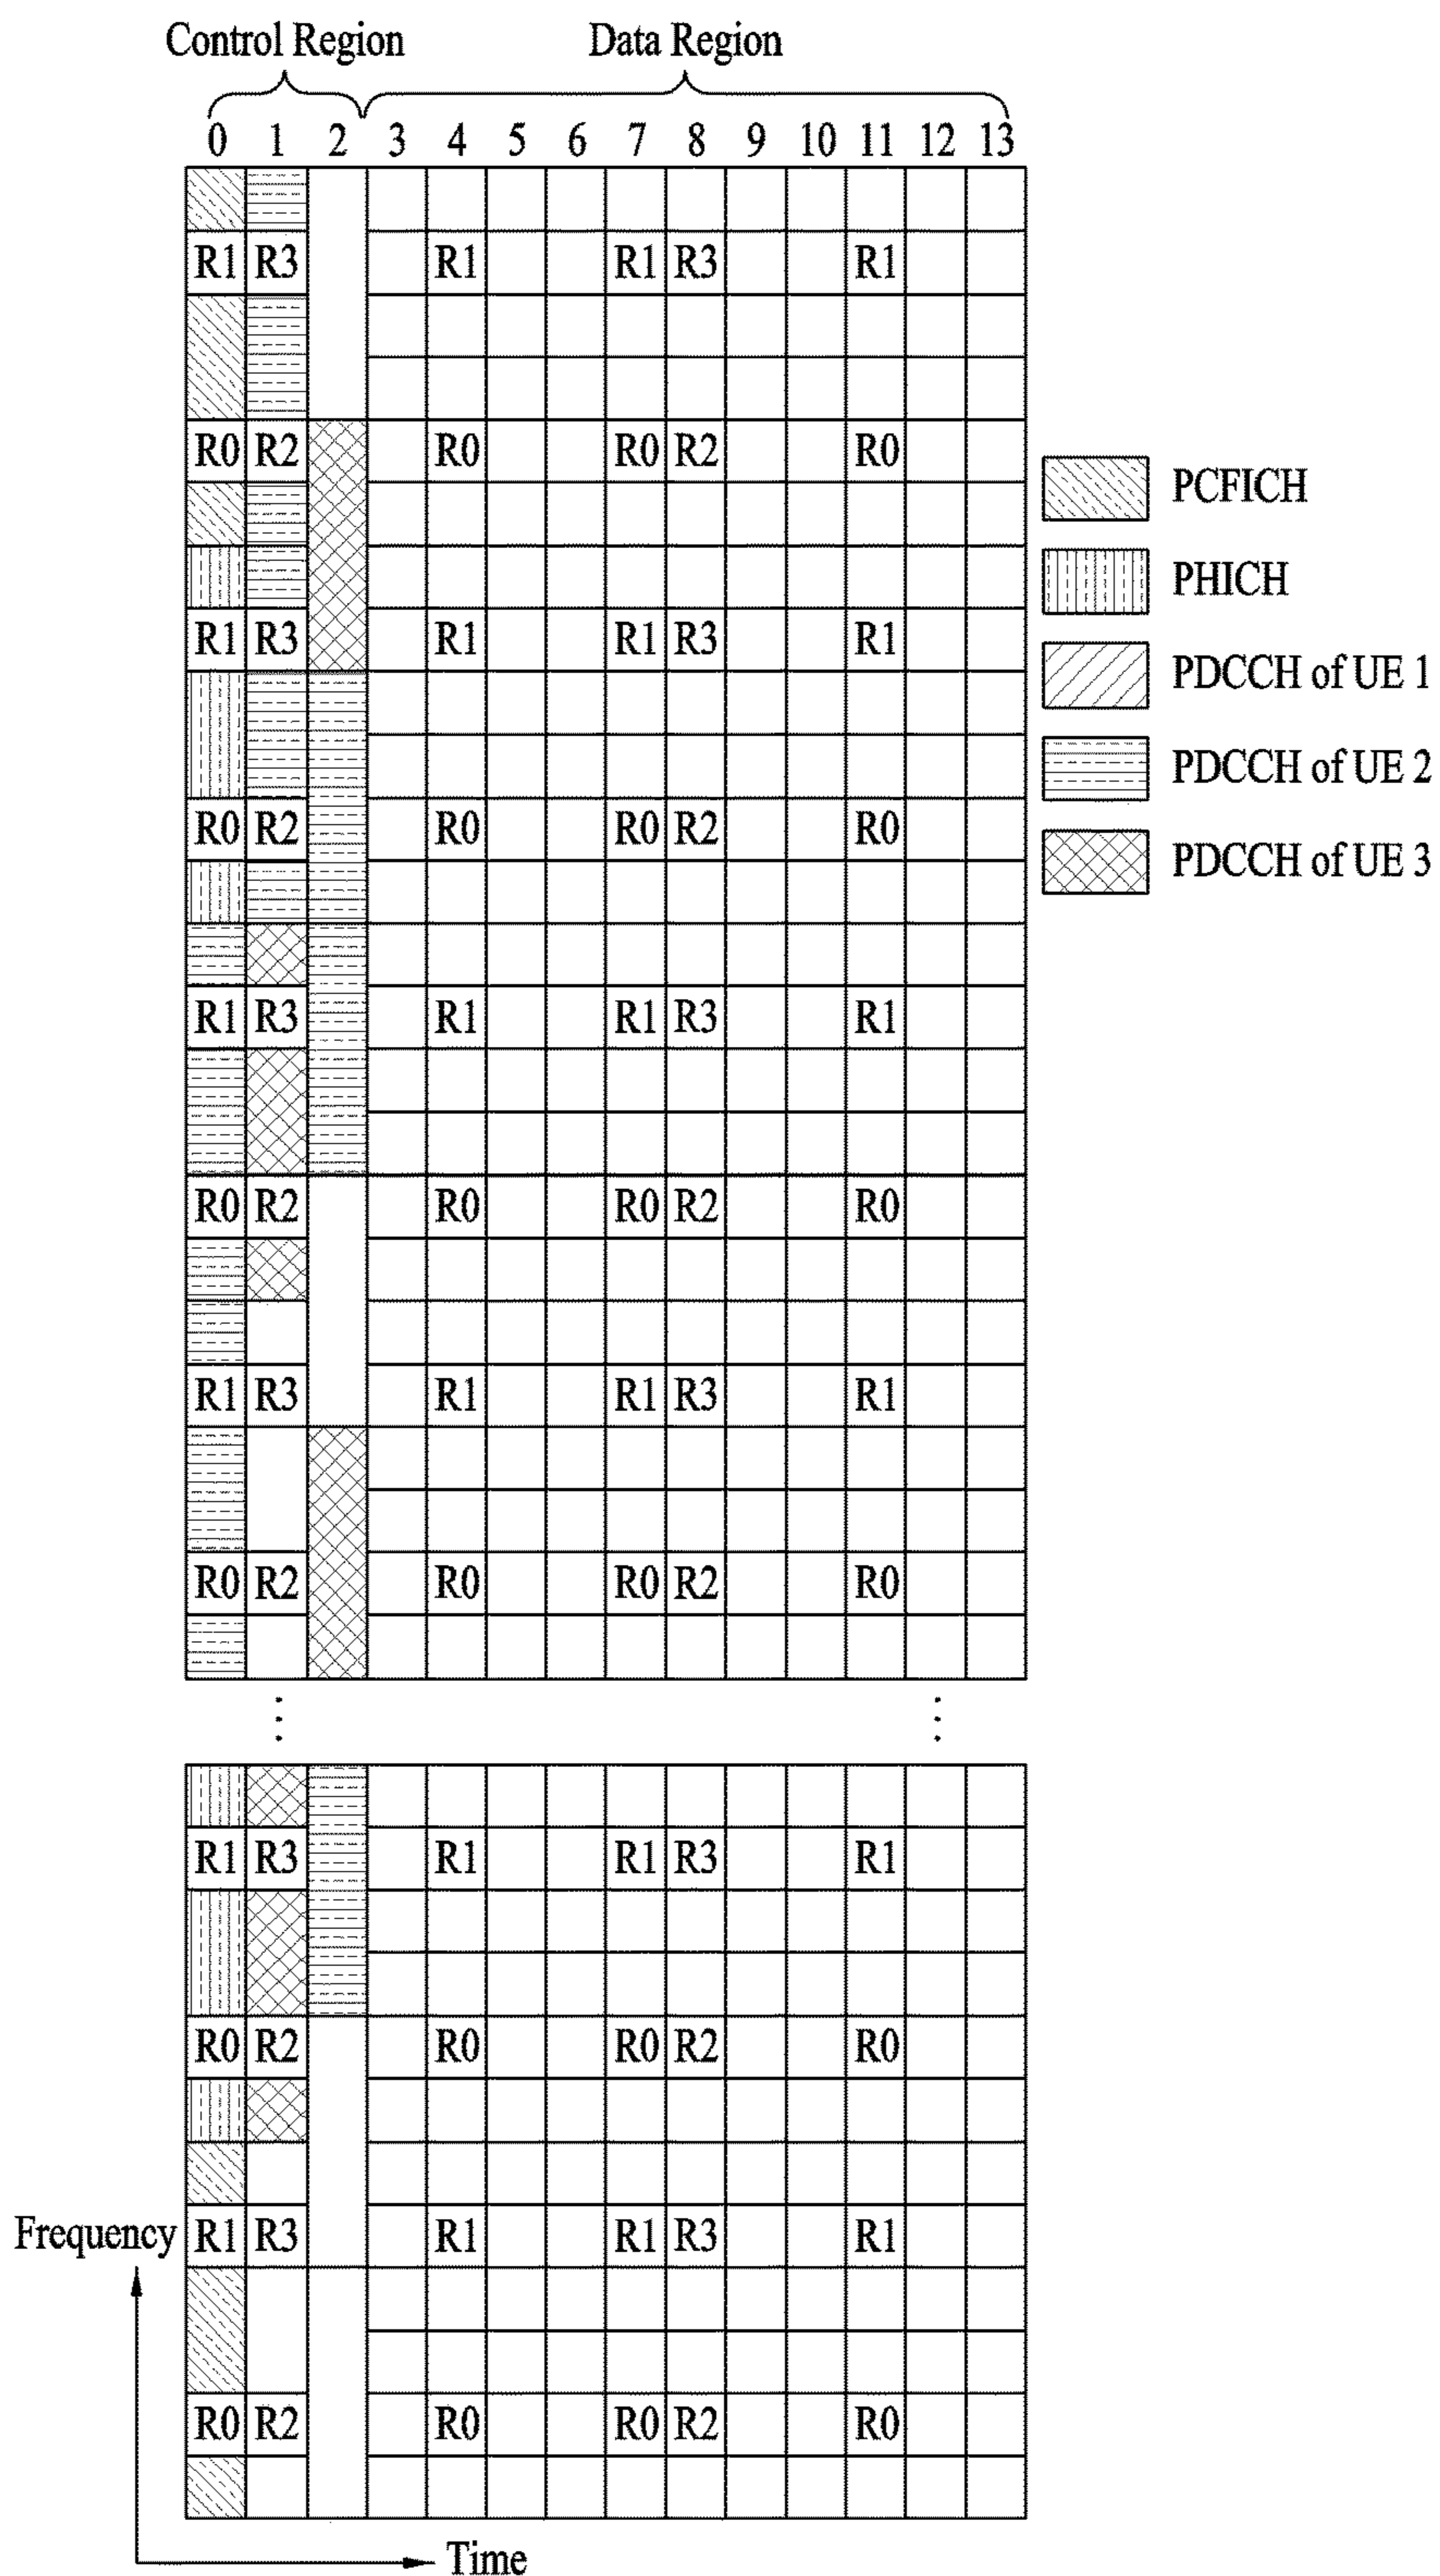 Control Region Data Region
0 1 2 3 4 5 6 7 8 9 10 11 12 13
R1 R3 R1 R1 R3 R1
R0 R2 R0 R0 R2 R0
PCFICH
PHICH
R1 R3 R1 R1 R3 R1
PDCCH of UE 1
PDCCH of UE 2
R0 R2 R0 R0 R2 R0
PDCCH of UE 3
R1 R3 R1 R1 R3 R1
R0 R2 R0 R0 R2 R0
R1 R3 R1 R1 R3 R1
R0 R2 R0 R0 R2 R0
R1 R3 R1 R1 R3 R1
R0 R2 R0 R0 R2 R0
Frequency R1 R3 R1 R1 R3 R1
R0 R2 R0 R0 R2 R0
Time